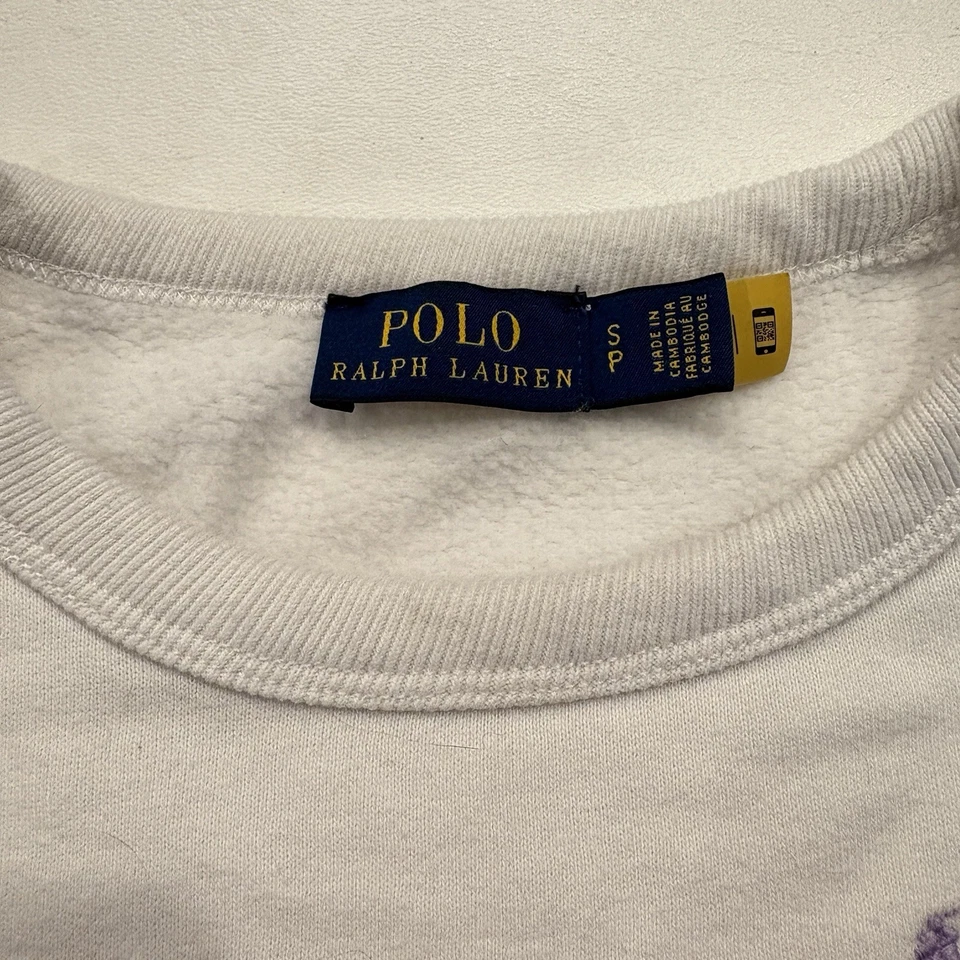 POLO
RALPH LAUREN
S
P
MADE IN
CAMBODIA
FABRIQUÉ AU
CAMBODGE